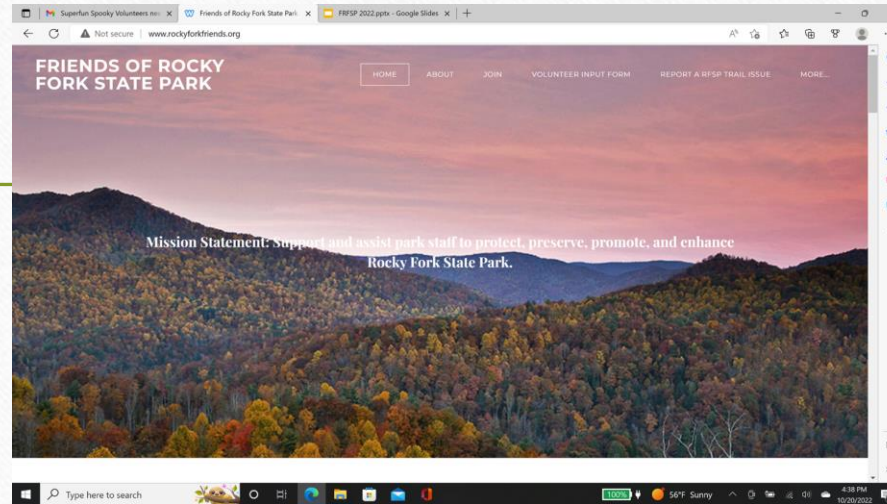 Superfun Spooky Volunteers
Friends of Rocky Fork State Park
FRFSP 2022.pptx - Google Slides
Not secure | www.rockyforkfriends.org
FRIENDS OF ROCKY
FORK STATE PARK
HOME ABOUT JOIN VOLUNTEER INPUT FORM REPORT A RFSP TRAIL ISSUE MORE...
Mission Statement: Support and assist park staff to protect, preserve, promote, and enhance
Rocky Fork State Park.
Type here to search
100%
56°F Sunny
4:38 PM
10/20/2022